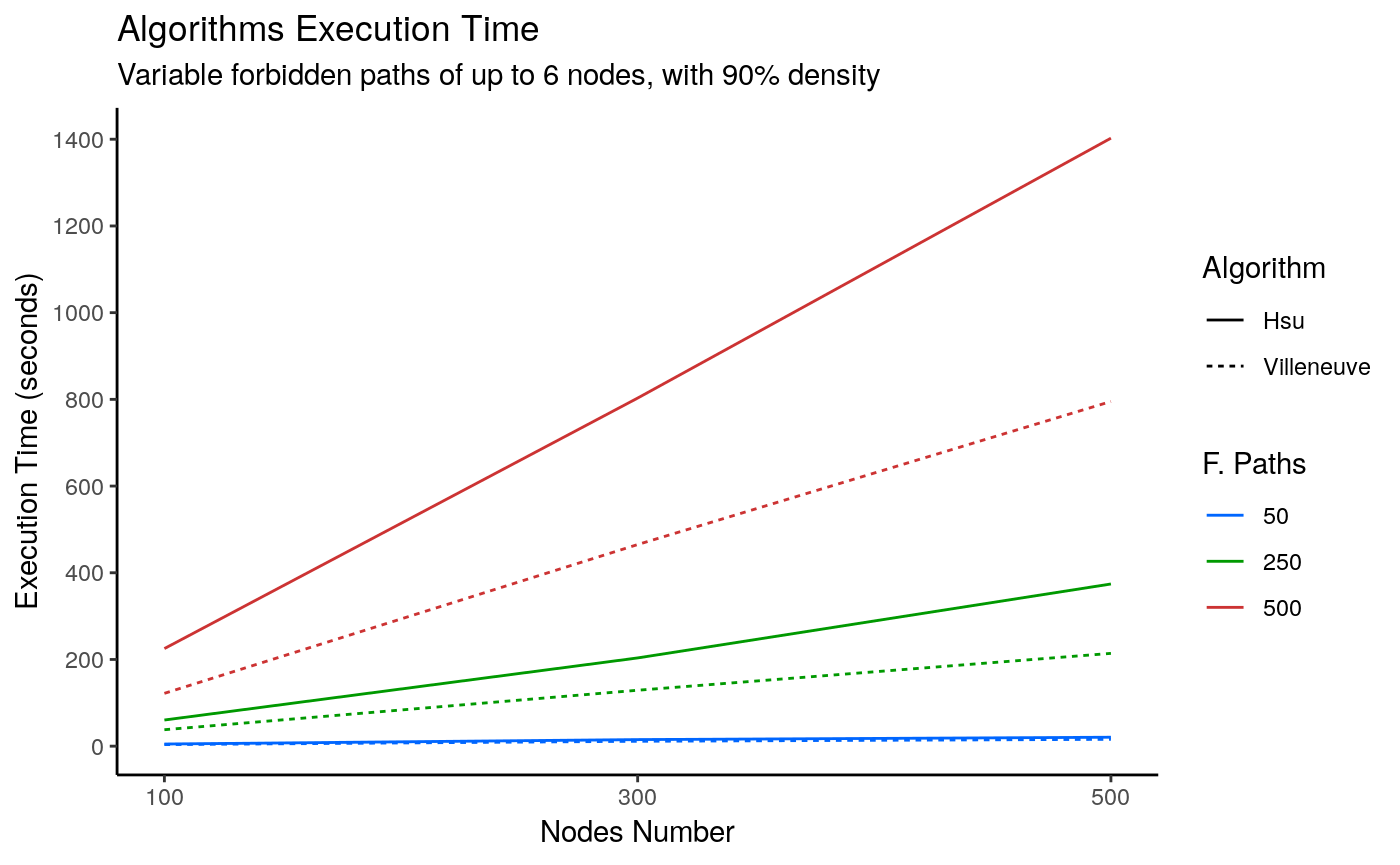 Algorithms Execution Time
Variable forbidden paths of up to 6 nodes, with 90% density
Execution Time (seconds)
1400
1200
1000
800
600
400
200
0
100
300
500
Nodes Number
Algorithm
Hsu
Villeneuve
F. Paths
50
250
500